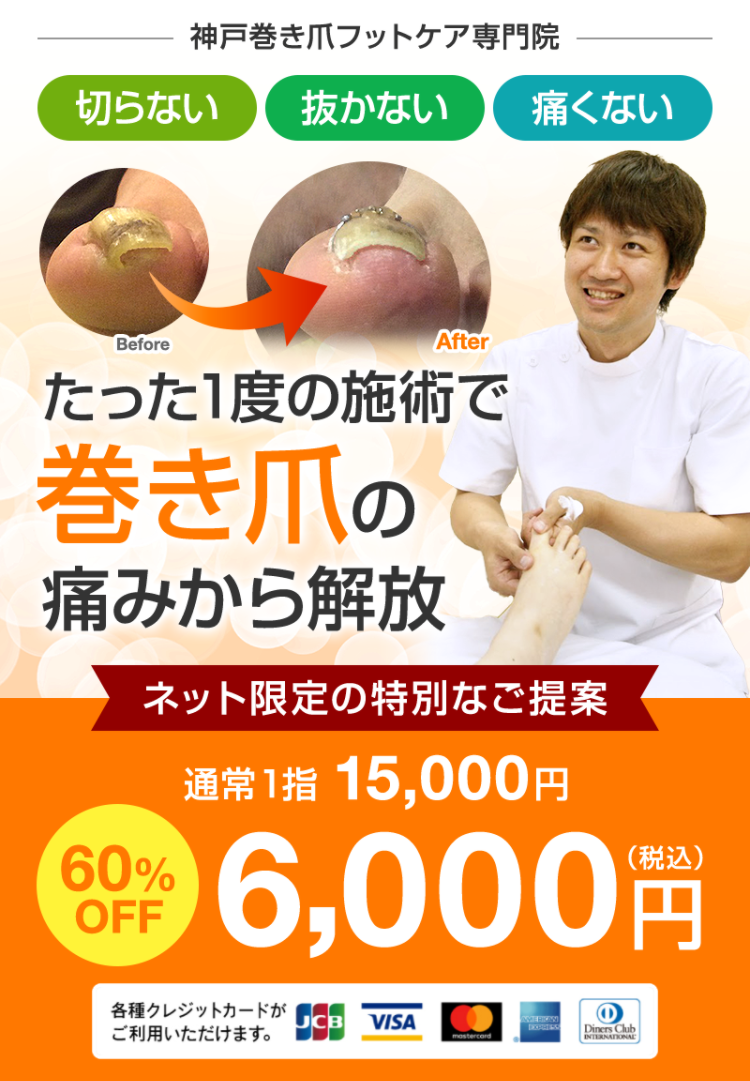 神戸巻き爪フットケア専門院
切らない 抜かない 痛くない
Before
After
たった1度の施術で
巻き爪の
痛みから解放
ネット限定の特別なご提案
通常1指 15,000円
60%
OFF
6,000円
(税込)
各種クレジットカードが
ご利用いただけます。
JCB
VISA
mastercard
AMERICAN
EXPRESS
Diners Club
INTERNATIONAL